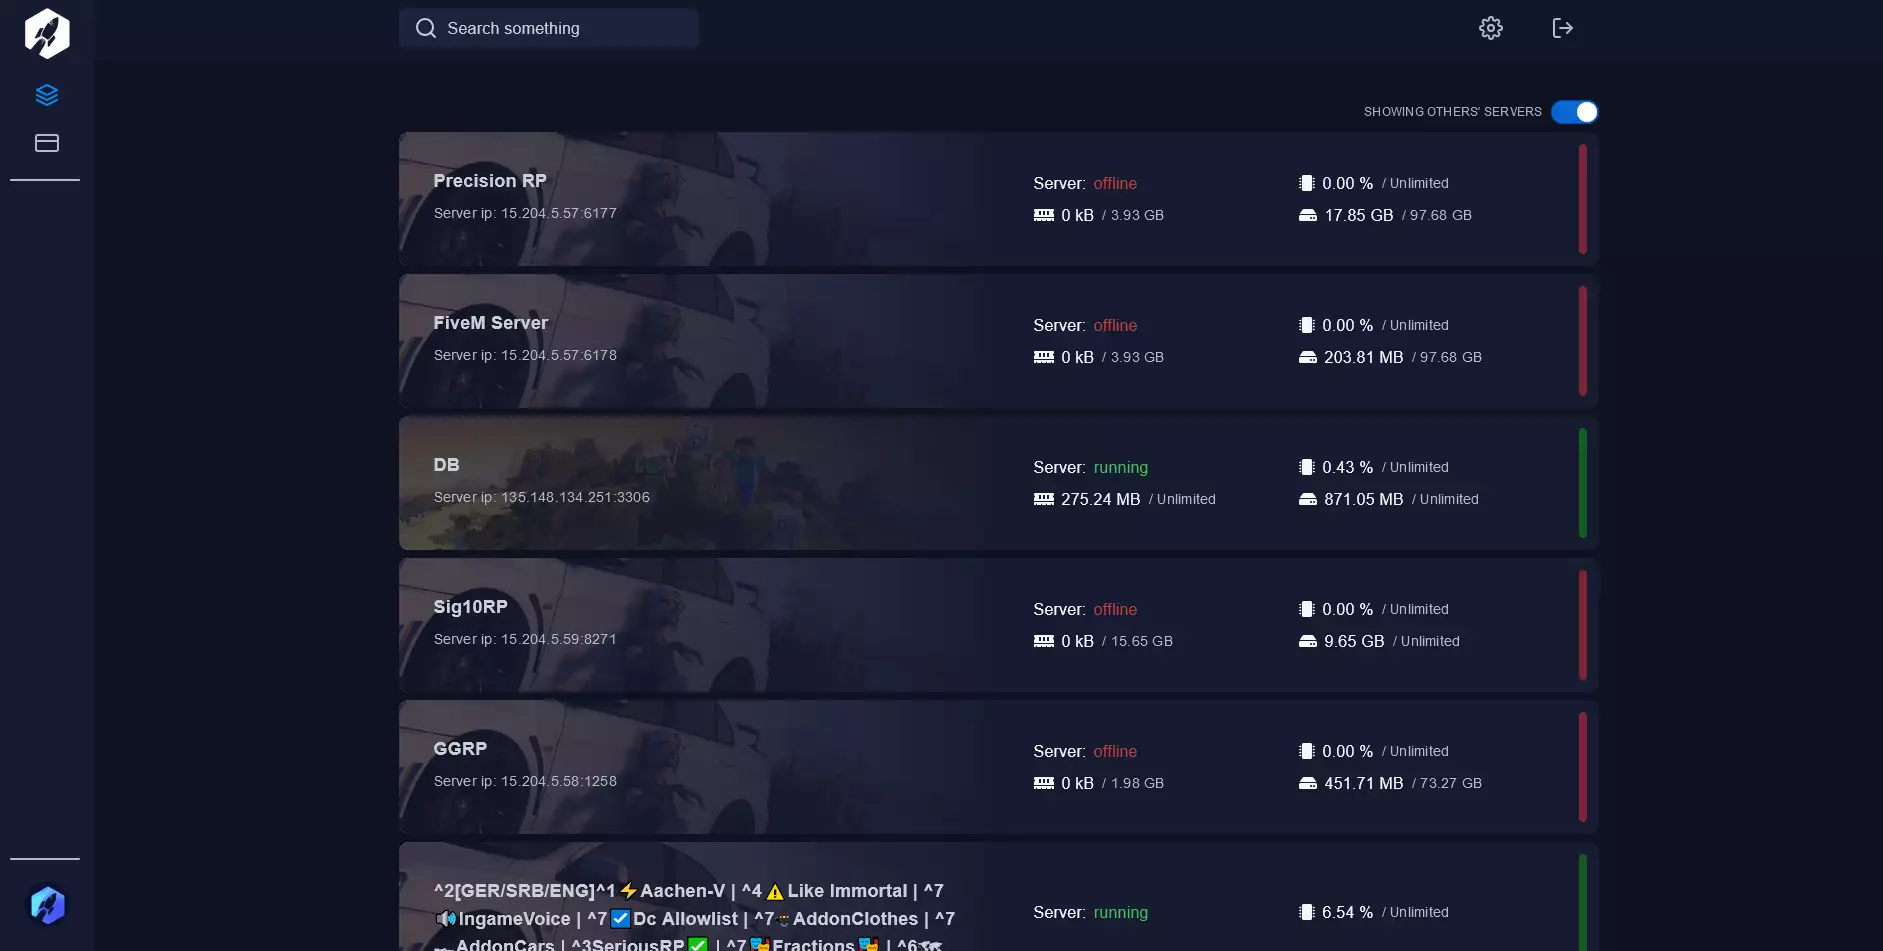 Search something
SHOWING OTHERS' SERVERS
Precision RP
Server ip: 15.204.5.57:6177
Server: offline
0 kB / 3.93 GB
0.00 % / Unlimited
17.85 GB / 97.68 GB
FiveM Server
Server ip: 15.204.5.57:6178
Server: offline
0 kB / 3.93 GB
0.00 % / Unlimited
203.81 MB / 97.68 GB
DB
Server ip: 135.148.134.251:3306
Server: running
275.24 MB / Unlimited
0.43 % / Unlimited
871.05 MB / Unlimited
Sig10RP
Server ip: 15.204.5.59:8271
Server: offline
0 kB / 15.65 GB
0.00 % / Unlimited
9.65 GB / Unlimited
GGRP
Server ip: 15.204.5.58:1258
Server: offline
0 kB / 1.98 GB
0.00 % / Unlimited
451.71 MB / 73.27 GB
^2[GER/SRB/ENG]^1⚡Aachen-V | ^4⚠️Like Immortal | ^7
🔊IngameVoice | ^7☑️Dc Allowlist | ^7 AddonClothes | ^7
AddonCars | ^3SeriousRP✅ | ^7🎭Fractions🎭 | ^6🗺
Server: running
6.54 % / Unlimited